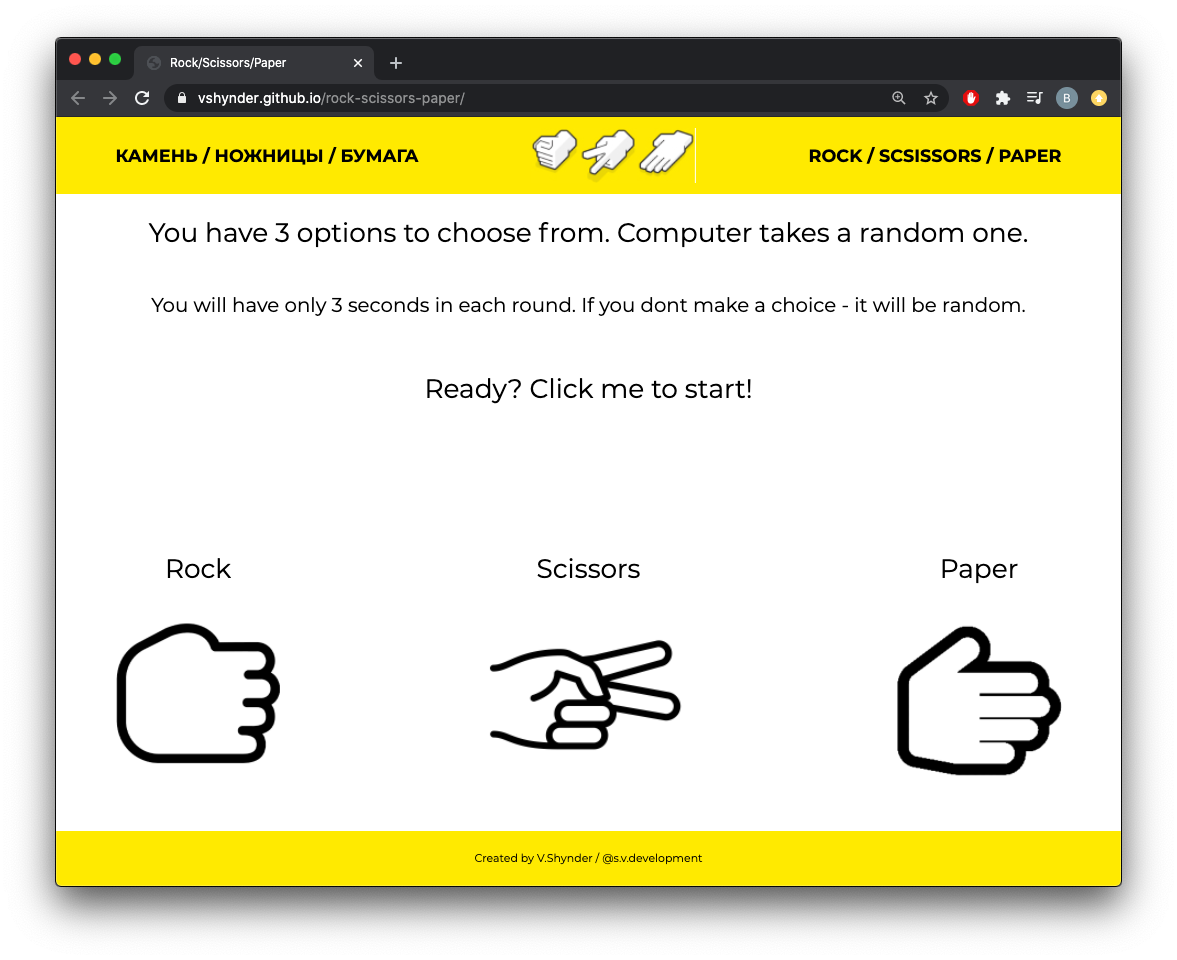 Rock/Scissors/Paper
vshynder.github.io/rock-scissors-paper/
B
КАМЕНЬ / НОЖНИЦЫ / БУМАГА
ROCK / SCSISSORS / PAPER
You have 3 options to choose from. Computer takes a random one.
You will have only 3 seconds in each round. If you dont make a choice - it will be random.
Ready? Click me to start!
Rock
Scissors
Paper
Created by V.Shynder / @s.v.development